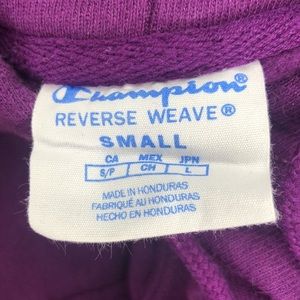 Champion
REVERSE WEAVE®
SMALL
CA MEX JPN
S/P CH L
MADE IN HONDURAS
FABRIQUÉ AU HONDURAS
HECHO EN HONDURAS